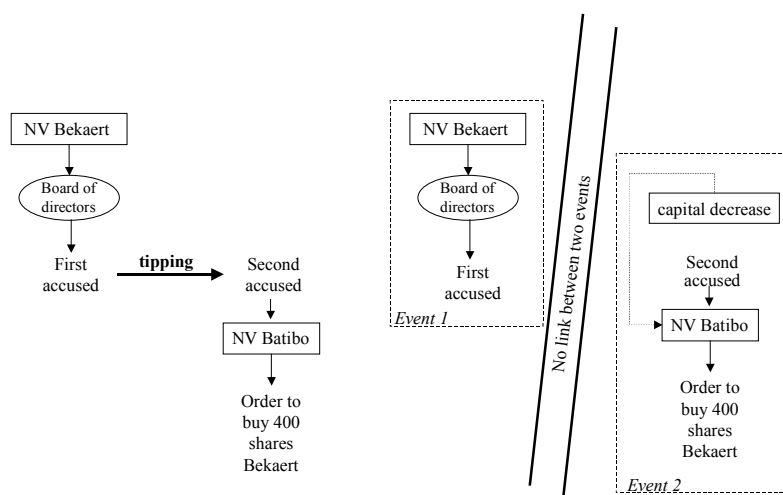 NV Bekaert
Board of
directors
First
accused
tipping
Second
accused
NV Batibo
Order to
buy 400
shares
Bekaert
NV Bekaert
Board of
directors
First
accused
Event 1
No link between two events
capital decrease
Second
accused
NV Batibo
Order to
buy 400
shares
Bekaert
Event 2